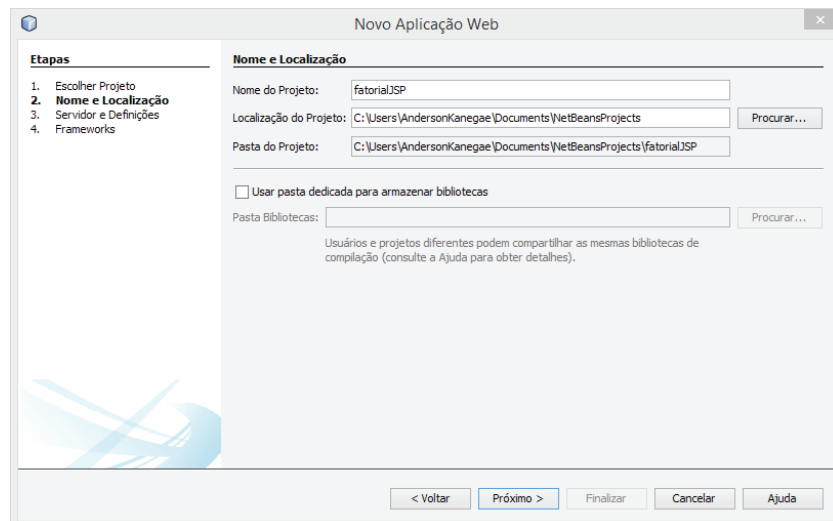 Novo Aplicação Web
Etapas
1. Escolher Projeto
2. Nome e Localização
3. Servidor e Definições
4. Frameworks
Nome e Localização
Nome do Projeto: fatorialJSP
Localização do Projeto: C:\Users\AndersonKanegae\Documents\NetBeansProjects Procurar...
Pasta do Projeto: C:\Users\AndersonKanegae\Documents\NetBeansProjects\fatorialJSP
Usar pasta dedicada para armazenar bibliotecas
Pasta Bibliotecas: Procurar...
Usuários e projetos diferentes podem compartilhar as mesmas bibliotecas de
compilação (consulte a Ajuda para obter detalhes).
< Voltar Próximo > Finalizar Cancelar Ajuda